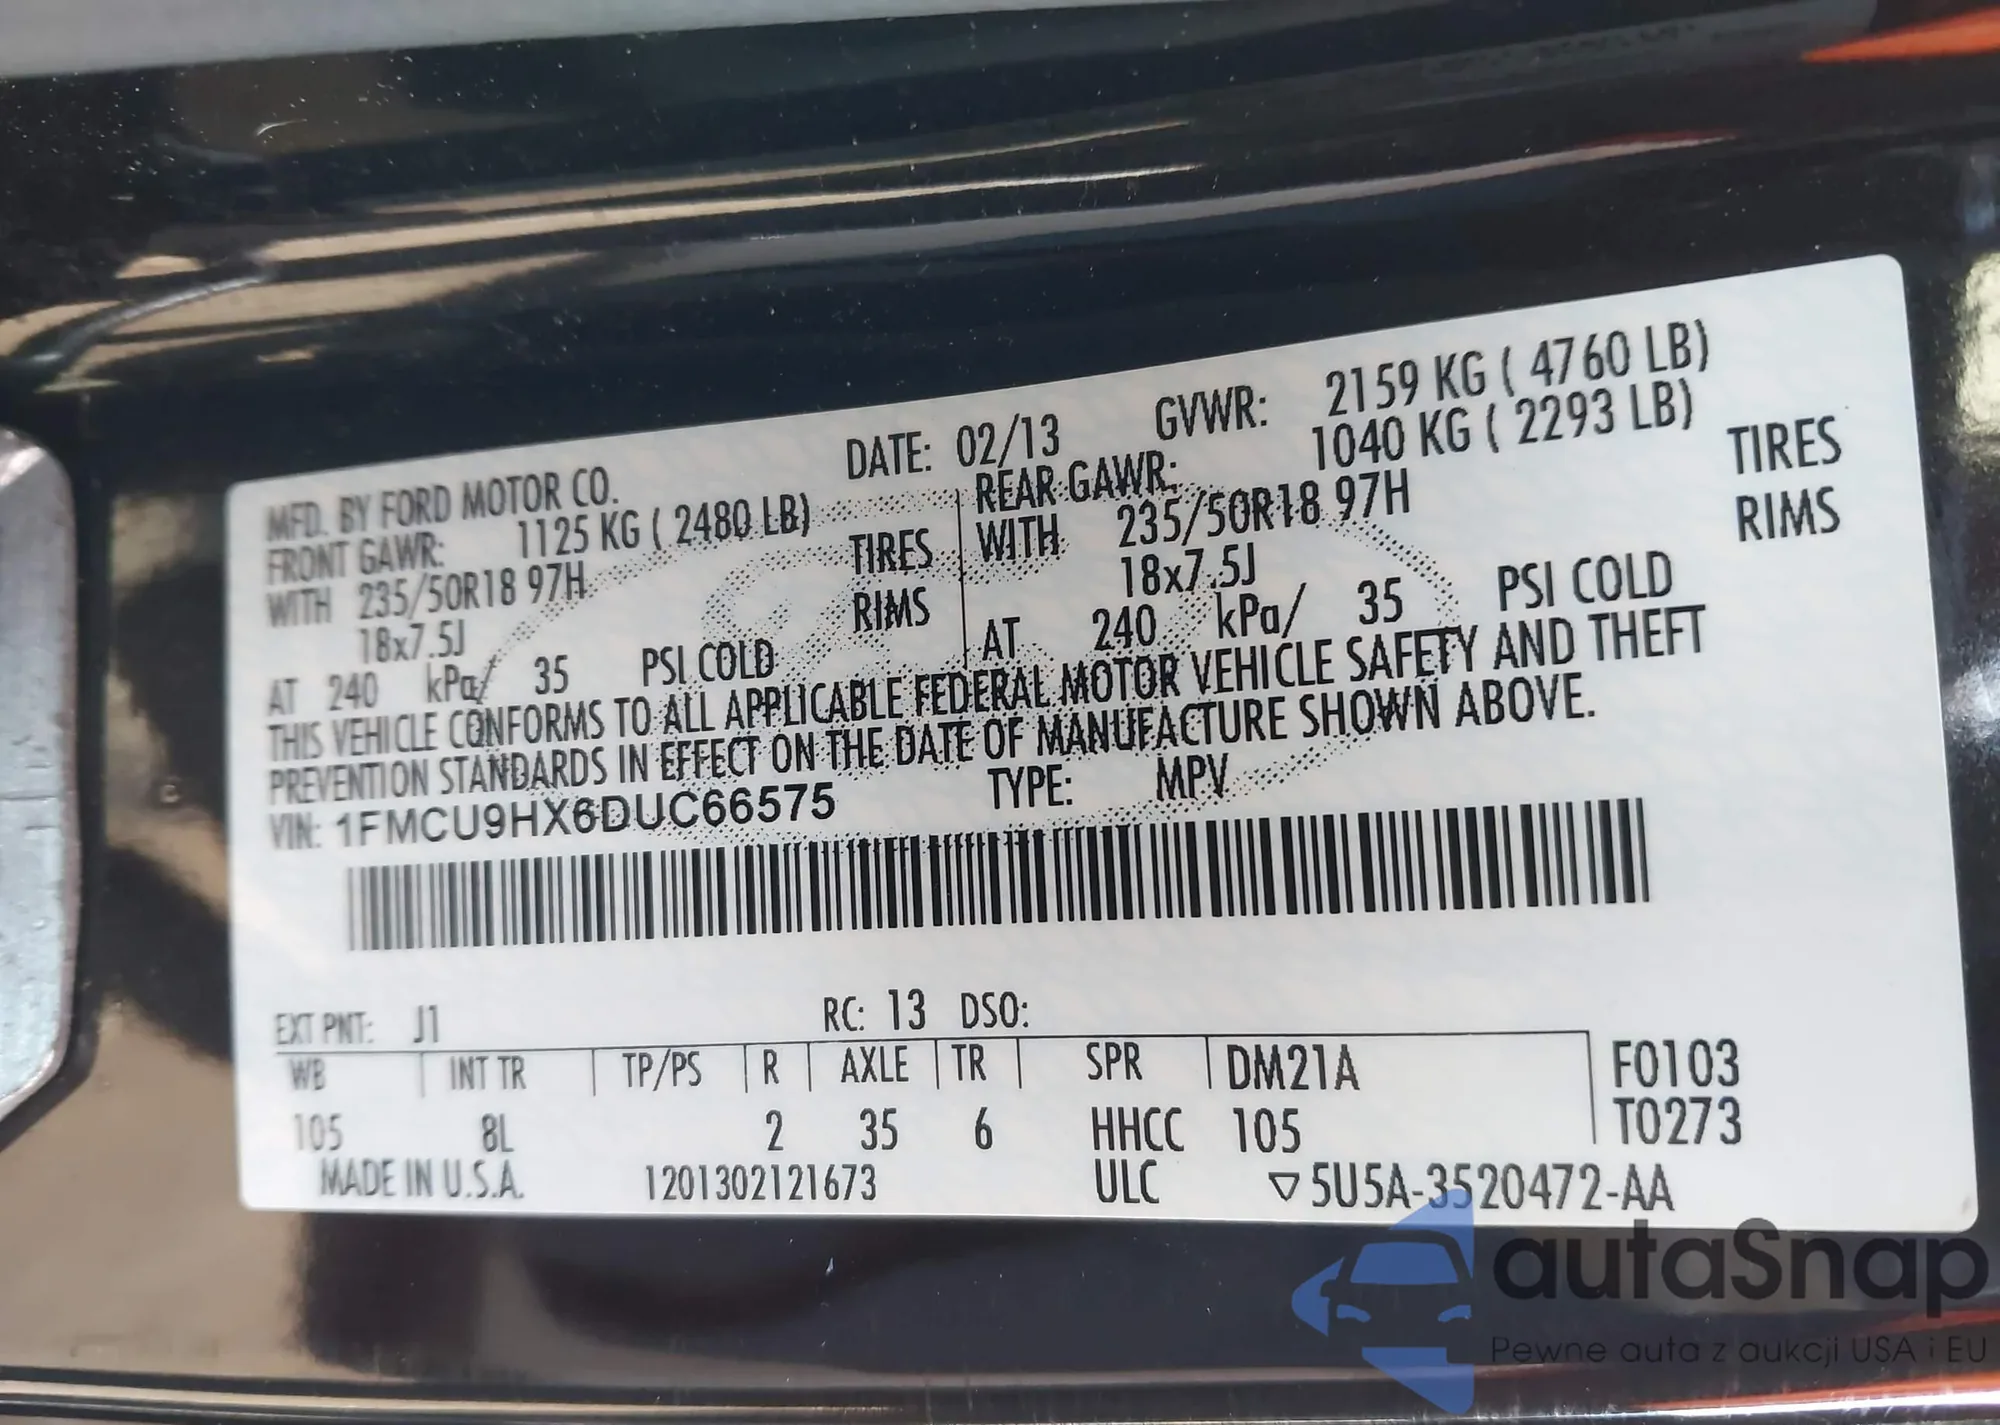 MFD. BY FORD MOTOR CO. DATE: 02/13 GVWR: 2159 KG ( 4760 LB)
FRONT GAWR: 1125 KG ( 2480 LB) REAR GAWR: 1040 KG ( 2293 LB)
WITH 235/50R18 97H TIRES WITH 235/50R18 97H TIRES
18x7.5J RIMS 18x7.5J RIMS
AT 240 kPa/ 35 PSI COLD AT 240 kPa/ 35 PSI COLD
THIS VEHICLE CONFORMS TO ALL APPLICABLE FEDERAL MOTOR VEHICLE SAFETY AND THEFT
PREVENTION STANDARDS IN EFFECT ON THE DATE OF MANUFACTURE SHOWN ABOVE.
VIN: 1FMCU9HX6DUC66575 TYPE: MPV
EXT PNT: J1 RC: 13 DSO:
WB INT TR TP/PS R AXLE TR SPR DM21A F0103
105 8L 2 35 6 HHCC 105 T0273
MADE IN U.S.A. 1201302121673 ULC ▽5U5A-3520472-AA
autaSnap
Pewne auta z aukcji USA i EU